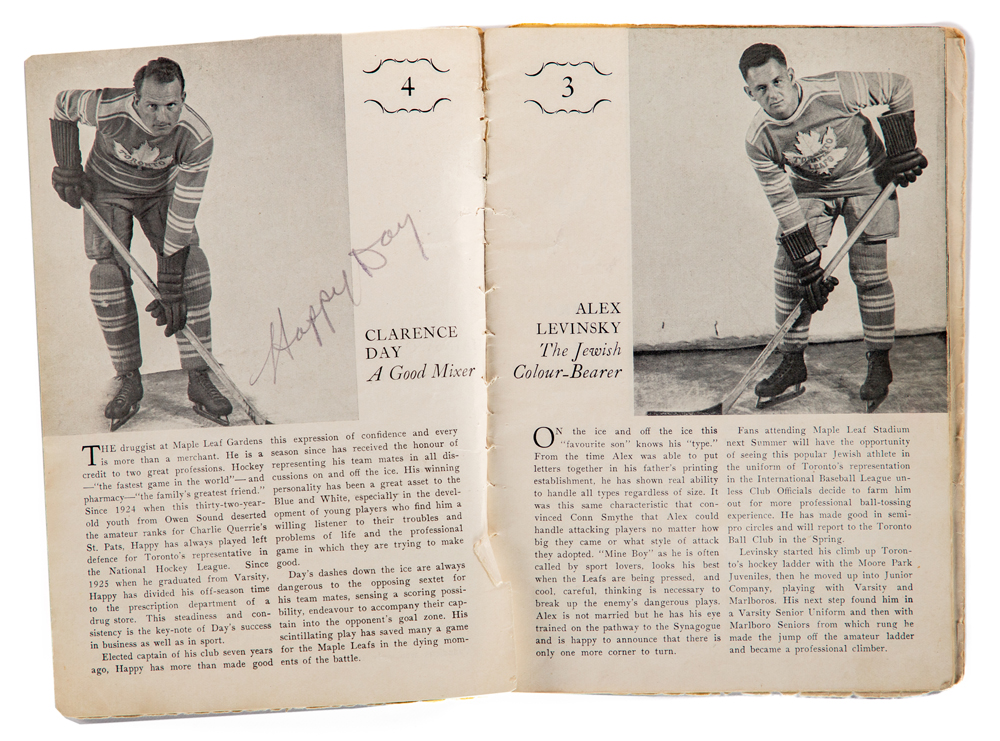 4
TORONTO
Happy Day
CLARENCE
DAY
A Good Mixer
THE druggist at Maple Leaf Gardens
is more than a merchant. He is a
credit to two great professions. Hockey
—"the fastest game in the world"—and
pharmacy—"the family's greatest friend."
Since 1924 when this thirty-two-year-
old youth from Owen Sound deserted
the amateur ranks for Charlie Querrie's
St. Pats, Happy has always played left
defence for Toronto's representative in
the National Hockey League. Since
1925 when he graduated from Varsity,
Happy has divided his off-season time
to the prescription department of a
drug store. This steadiness and con-
sistency is the key-note of Day's success
in business as well as in sport.
Elected captain of his club seven years
ago, Happy has more than made good
this expression of confidence and every
season since has received the honour of
representing his team mates in all dis-
cussions on and off the ice. His winning
personality has been a great asset to the
Blue and White, especially in the devel-
opment of young players who find him a
willing listener to their troubles and
problems of life and the professional
game in which they are trying to make
good.
Day's dashes down the ice are always
dangerous to the opposing sextet for
his team mates, sensing a scoring possi-
bility, endeavour to accompany their cap-
tain into the opponent's goal zone. His
scintillating play has saved many a game
for the Maple Leafs in the dying mom-
ents of the battle.
3
TORONTO
LEAFS
ALEX
LEVINSKY
The Jewish
Colour-Bearer
ON the ice and off the ice this
"favourite son" knows his "type."
From the time Alex was able to put
letters together in his father's printing
establishment, he has shown real ability
to handle all types regardless of size. It
was this same characteristic that con-
vinced Conn Smythe that Alex could
handle attacking players no matter how
big they came or what style of attack
they adopted. "Mine Boy" as he is often
called by sport lovers, looks his best
when the Leafs are being pressed, and
cool, careful, thinking is necessary to
break up the enemy's dangerous plays.
Alex is not married but he has his eye
trained on the pathway to the Synagogue
and is happy to announce that there is
only one more corner to turn.
Fans attending Maple Leaf Stadium
next Summer will have the opportunity
of seeing this popular Jewish athlete in
the uniform of Toronto's representation
in the International Baseball League un-
less Club Officials decide to farm him
out for more professional ball-tossing
experience. He has made good in semi-
pro circles and will report to the Toronto
Ball Club in the Spring.
Levinsky started his climb up Toron-
to's hockey ladder with the Moore Park
Juveniles, then he moved up into Junior
Company, playing with Varsity and
Marlboros. His next step found him in
a Varsity Senior Uniform and then with
Marlboro Seniors from which rung he
made the jump off the amateur ladder
and became a professional climber.